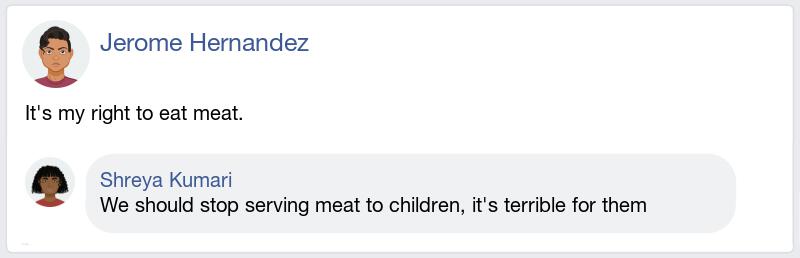 Jerome Hernandez
It's my right to eat meat.
Shreya Kumari
We should stop serving meat to children, it's terrible for them